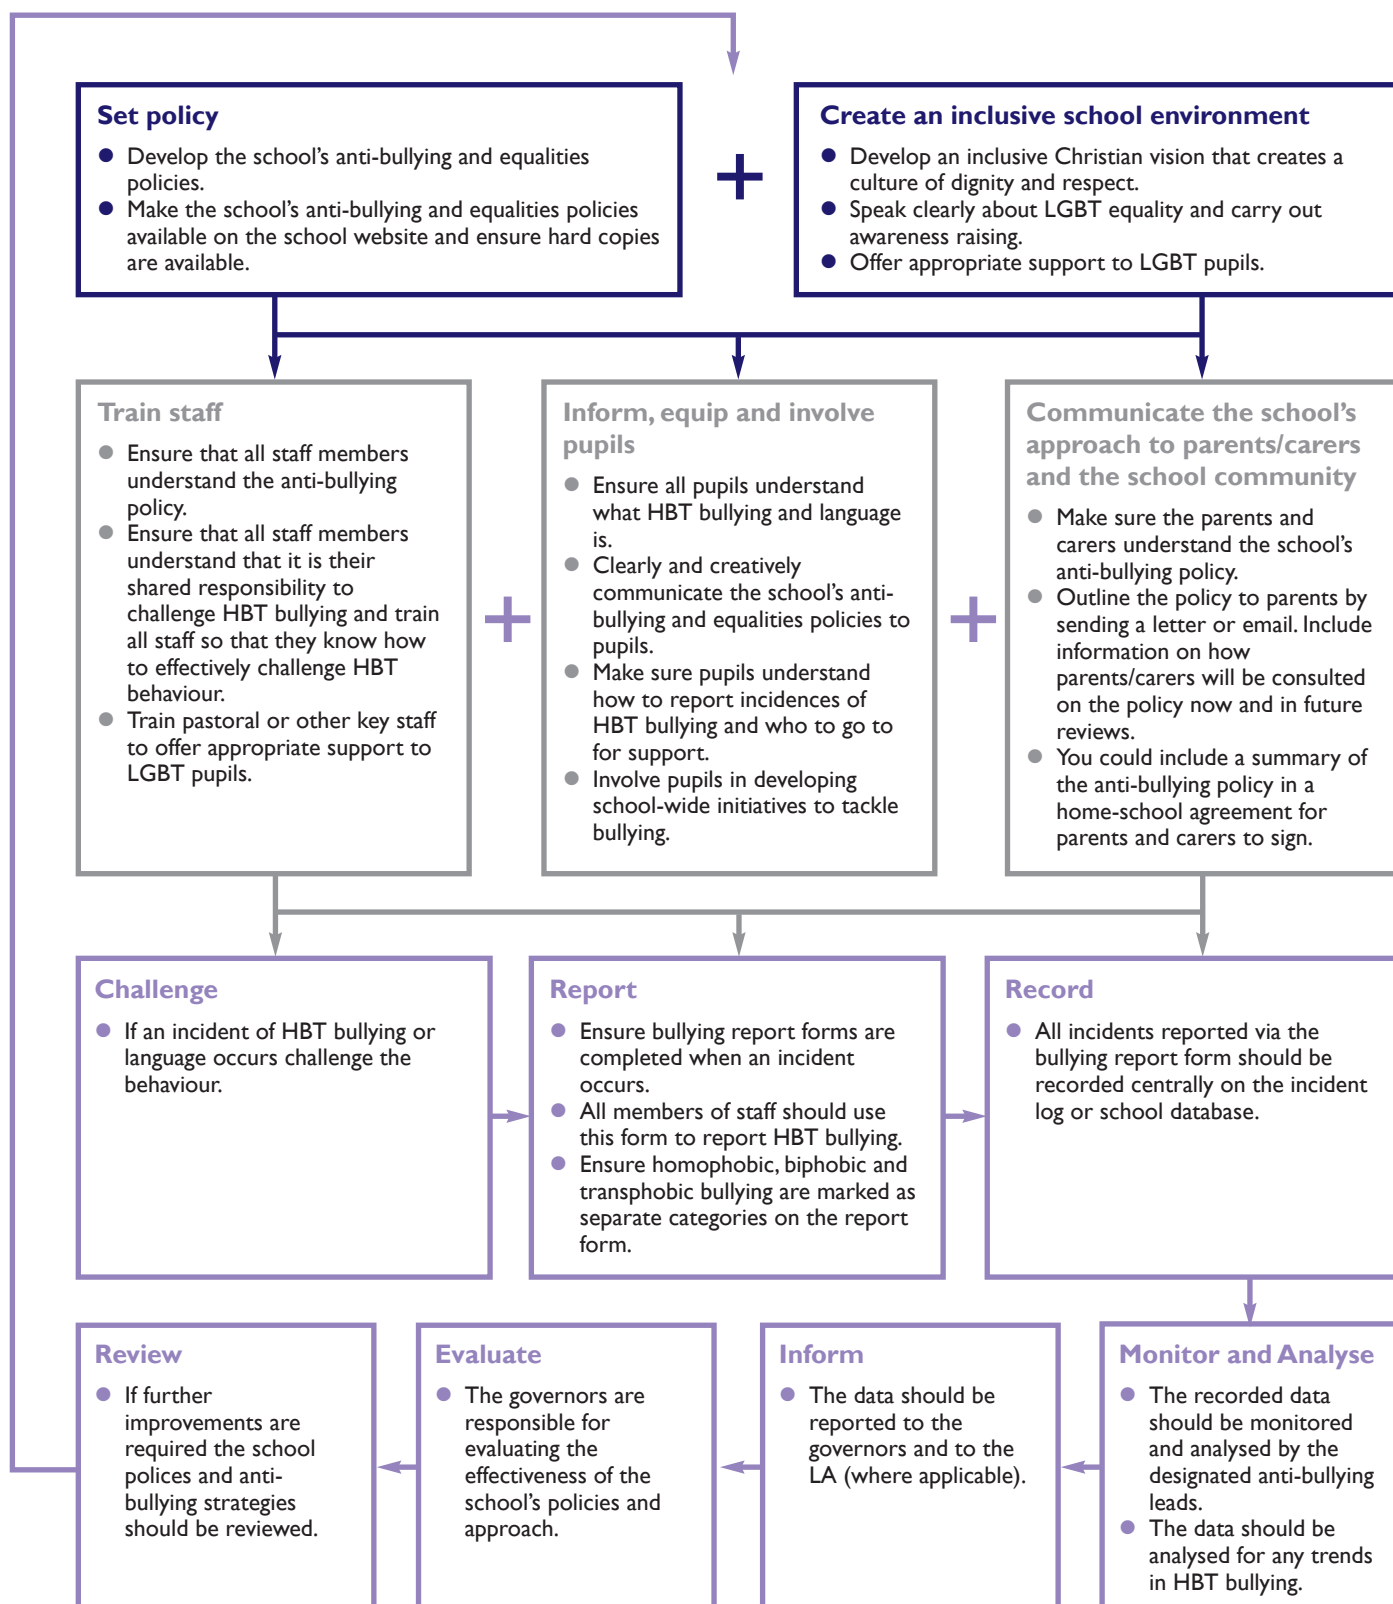 Set policy
● Develop the school’s anti-bullying and equalities
policies.
● Make the school’s anti-bullying and equalities policies
available on the school website and ensure hard copies
are available.
+
Create an inclusive school environment
● Develop an inclusive Christian vision that creates a
culture of dignity and respect.
● Speak clearly about LGBT equality and carry out
awareness raising.
● Offer appropriate support to LGBT pupils.
Train staff
● Ensure that all staff members
understand the anti-bullying
policy.
● Ensure that all staff members
understand that it is their
shared responsibility to
challenge HBT bullying and train
all staff so that they know how
to effectively challenge HBT
behaviour.
● Train pastoral or other key staff
to offer appropriate support to
LGBT pupils.
+
Inform, equip and involve
pupils
● Ensure all pupils understand
what HBT bullying and language
is.
● Clearly and creatively
communicate the school’s anti-
bullying and equalities policies to
pupils.
● Make sure pupils understand
how to report incidences of
HBT bullying and who to go to
for support.
● Involve pupils in developing
school-wide initiatives to tackle
bullying.
+
Communicate the school’s
approach to parents/carers
and the school community
● Make sure the parents and
carers understand the school’s
anti-bullying policy.
● Outline the policy to parents by
sending a letter or email. Include
information on how
parents/carers will be consulted
on the policy now and in future
reviews.
● You could include a summary of
the anti-bullying policy in a
home-school agreement for
parents and carers to sign.
Challenge
● If an incident of HBT bullying or
language occurs challenge the
behaviour.
Report
● Ensure bullying report forms are
completed when an incident
occurs.
● All members of staff should use
this form to report HBT bullying.
● Ensure homophobic, biphobic and
transphobic bullying are marked as
separate categories on the report
form.
Record
● All incidents reported via the
bullying report form should be
recorded centrally on the incident
log or school database.
Review
● If further
improvements are
required the school
polices and anti-
bullying strategies
should be reviewed.
Evaluate
● The governors are
responsible for
evaluating the
effectiveness of the
school’s policies and
approach.
Inform
● The data should be
reported to the
governors and to the
LA (where applicable).
Monitor and Analyse
● The recorded data
should be monitored
and analysed by the
designated anti-bullying
leads.
● The data should be
analysed for any trends
in HBT bullying.